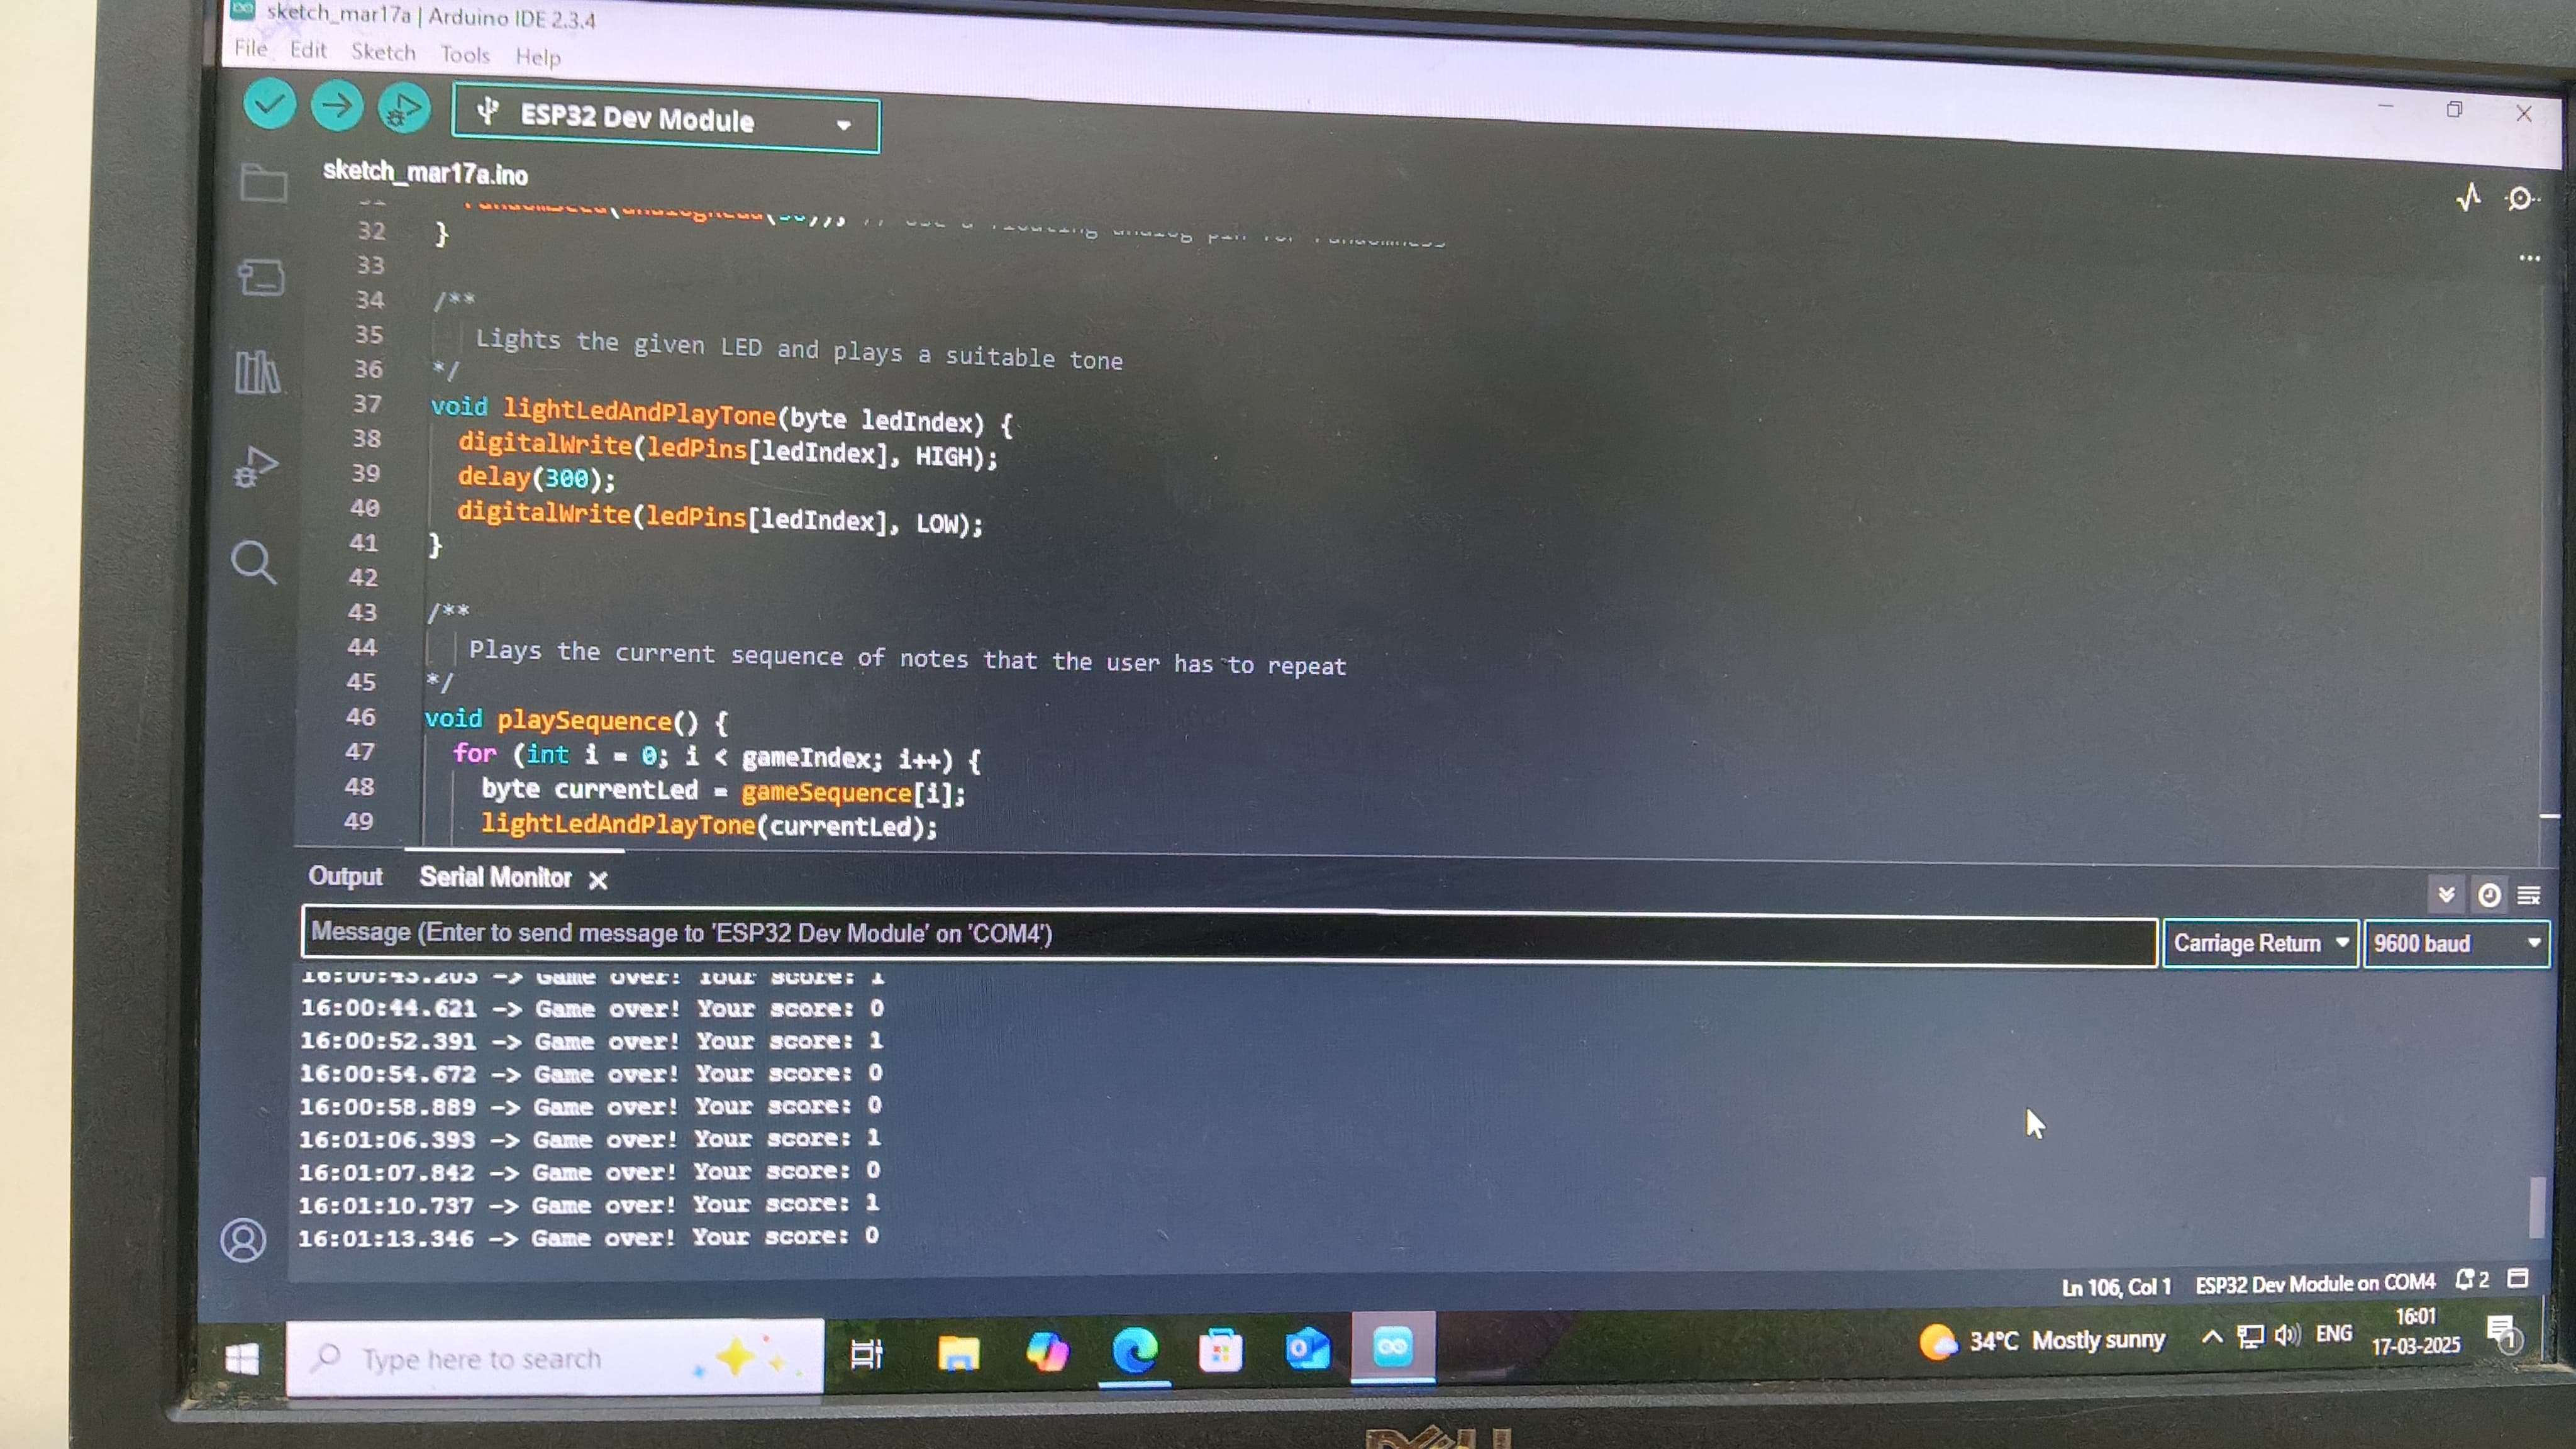 sketch_mar17a | Arduino IDE 2.3.4
File Edit Sketch Tools Help
ESP32 Dev Module
sketch_mar17a.ino
32 }
33
34 /**
35 Lights the given LED and plays a suitable tone
36 */
37 void lightLedAndPlayTone(byte ledIndex) {
38 digitalWrite(ledPins[ledIndex], HIGH);
39 delay(300);
40 digitalWrite(ledPins[ledIndex], LOW);
41 }
42
43 /**
44 Plays the current sequence of notes that the user has to repeat
45 */
46 void playSequence() {
47 for (int i = 0; i < gameIndex; i++) {
48 byte currentLed = gameSequence[i];
49 lightLedAndPlayTone(currentLed);
Output Serial Monitor
Message (Enter to send message to 'ESP32 Dev Module' on 'COM4')
Carriage Return 9600 baud
16:00:43.203 -> Game over! Your score: 1
16:00:44.621 -> Game over! Your score: 0
16:00:52.391 -> Game over! Your score: 1
16:00:54.672 -> Game over! Your score: 0
16:00:58.889 -> Game over! Your score: 0
16:01:06.393 -> Game over! Your score: 1
16:01:07.842 -> Game over! Your score: 0
16:01:10.737 -> Game over! Your score: 1
16:01:13.346 -> Game over! Your score: 0
Ln 106, Col 1 ESP32 Dev Module on COM4 2
Type here to search
34°C Mostly sunny
ENG
16:01
17-03-2025
1
DELL